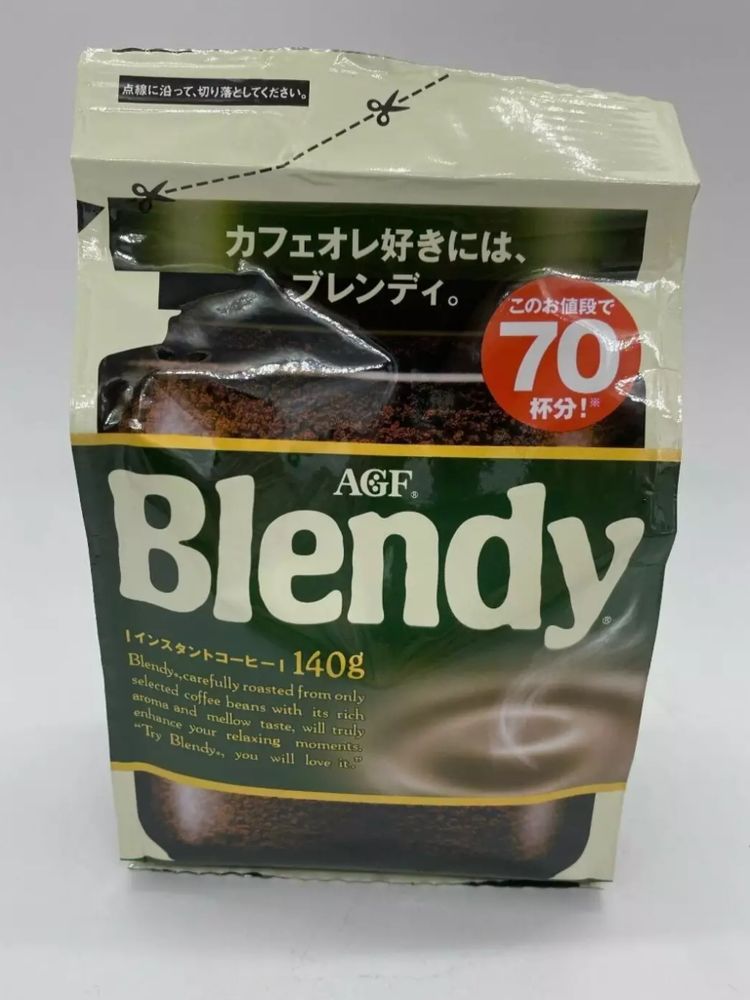 点線に沿って、切り落としてください。
カフェオレ好きには、
ブレンディ。
このお値段で
70
杯分!※
AGF®
Blendy®
インスタントコーヒー 140g
Blendy®, carefully roasted from only
selected coffee beans with its rich
aroma and mellow taste, will truly
enhance your relaxing moments.
"Try Blendy®, you will love it."